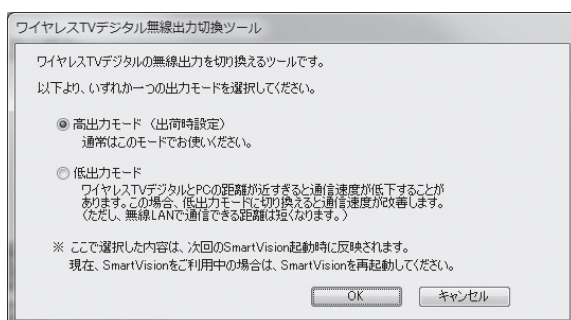 ワイヤレスTVデジタル無線出力切換ツール
ワイヤレスTVデジタルの無線出力を切り換えるツールです。
以下より、いずれか一つの出力モードを選択してください。
高出力モード（出荷時設定）
通常はこのモードでお使いください。
低出力モード
ワイヤレスTVデジタルとPCの距離が近すぎると通信速度が低下することが
あります。この場合、低出力モードに切り換えると通信速度が改善します。
（ただし、無線LANで通信できる距離は短くなります。）
※ ここで選択した内容は、次回のSmartVision起動時に反映されます。
現在、SmartVisionをご利用中の場合は、SmartVisionを再起動してください。
OK キャンセル